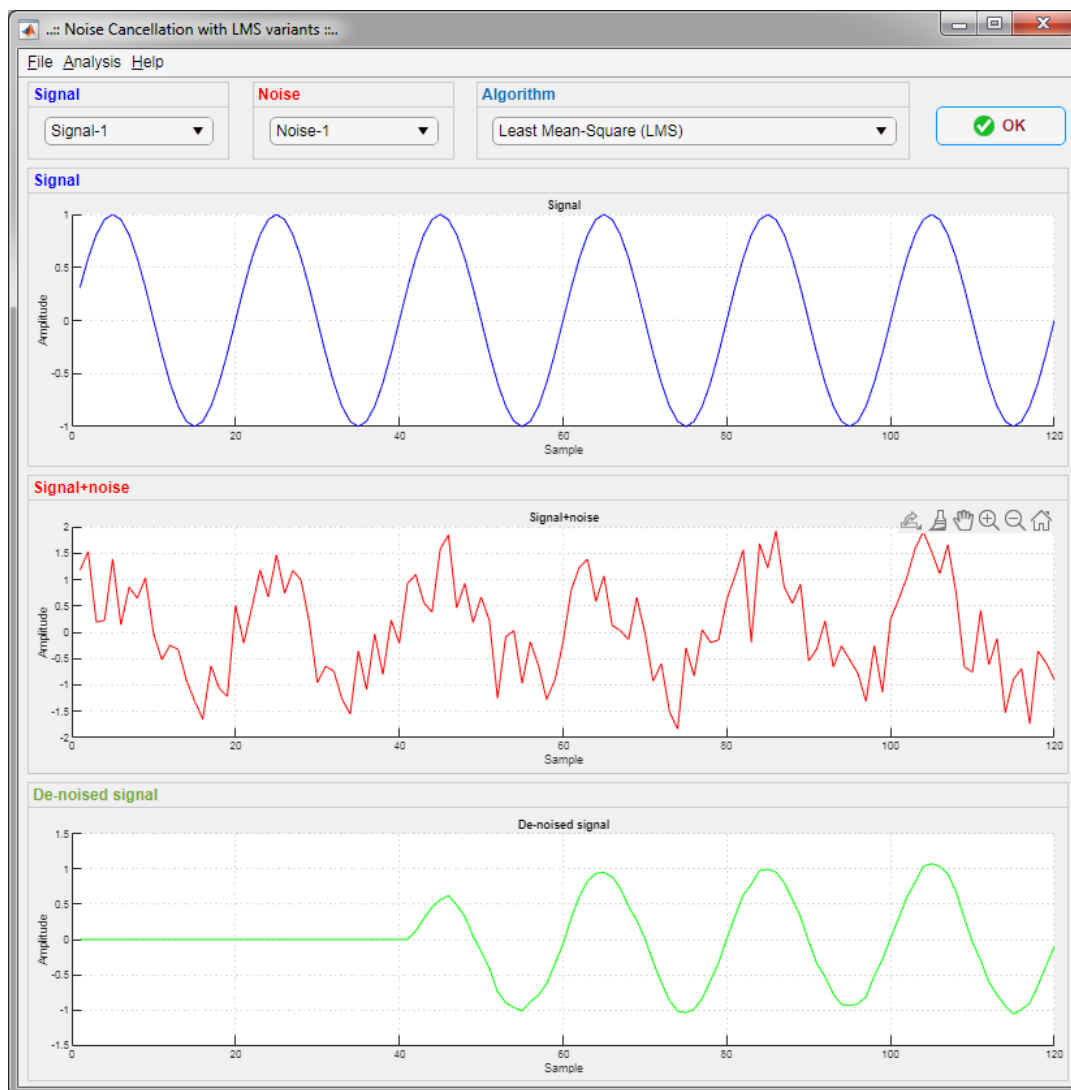 ..:: Noise Cancellation with LMS variants ::..
File Analysis Help
Signal Noise Algorithm
Signal-1 Noise-1 Least Mean-Square (LMS) OK
Signal
Signal
1
0.5
0
-0.5
-1
Amplitude
0 20 40 60 80 100 120
Sample
Signal+noise
Signal+noise
2
1.5
1
0.5
0
-0.5
-1
-1.5
-2
Amplitude
0 20 40 60 80 100 120
Sample
De-noised signal
De-noised signal
1.5
1
0.5
0
-0.5
-1
-1.5
Amplitude
0 20 40 60 80 100 120
Sample